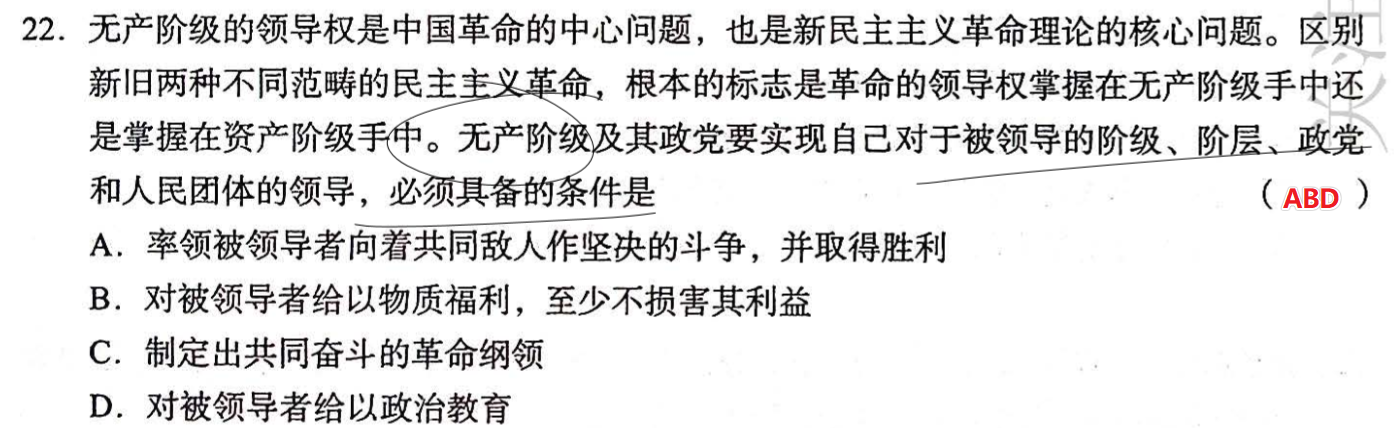 22. 无产阶级的领导权是中国革命的中心问题，也是新民主主义革命理论的核心问题。区别
新旧两种不同范畴的民主主义革命，根本的标志是革命的领导权掌握在无产阶级手中还
是掌握在资产阶级手中。无产阶级及其政党要实现自己对于被领导的阶级、阶层、政党
和人民团体的领导，必须具备的条件是 （ ABD ）
A. 率领被领导者向着共同敌人作坚决的斗争，并取得胜利
B. 对被领导者给以物质福利，至少不损害其利益
C. 制定出共同奋斗的革命纲领
D. 对被领导者给以政治教育